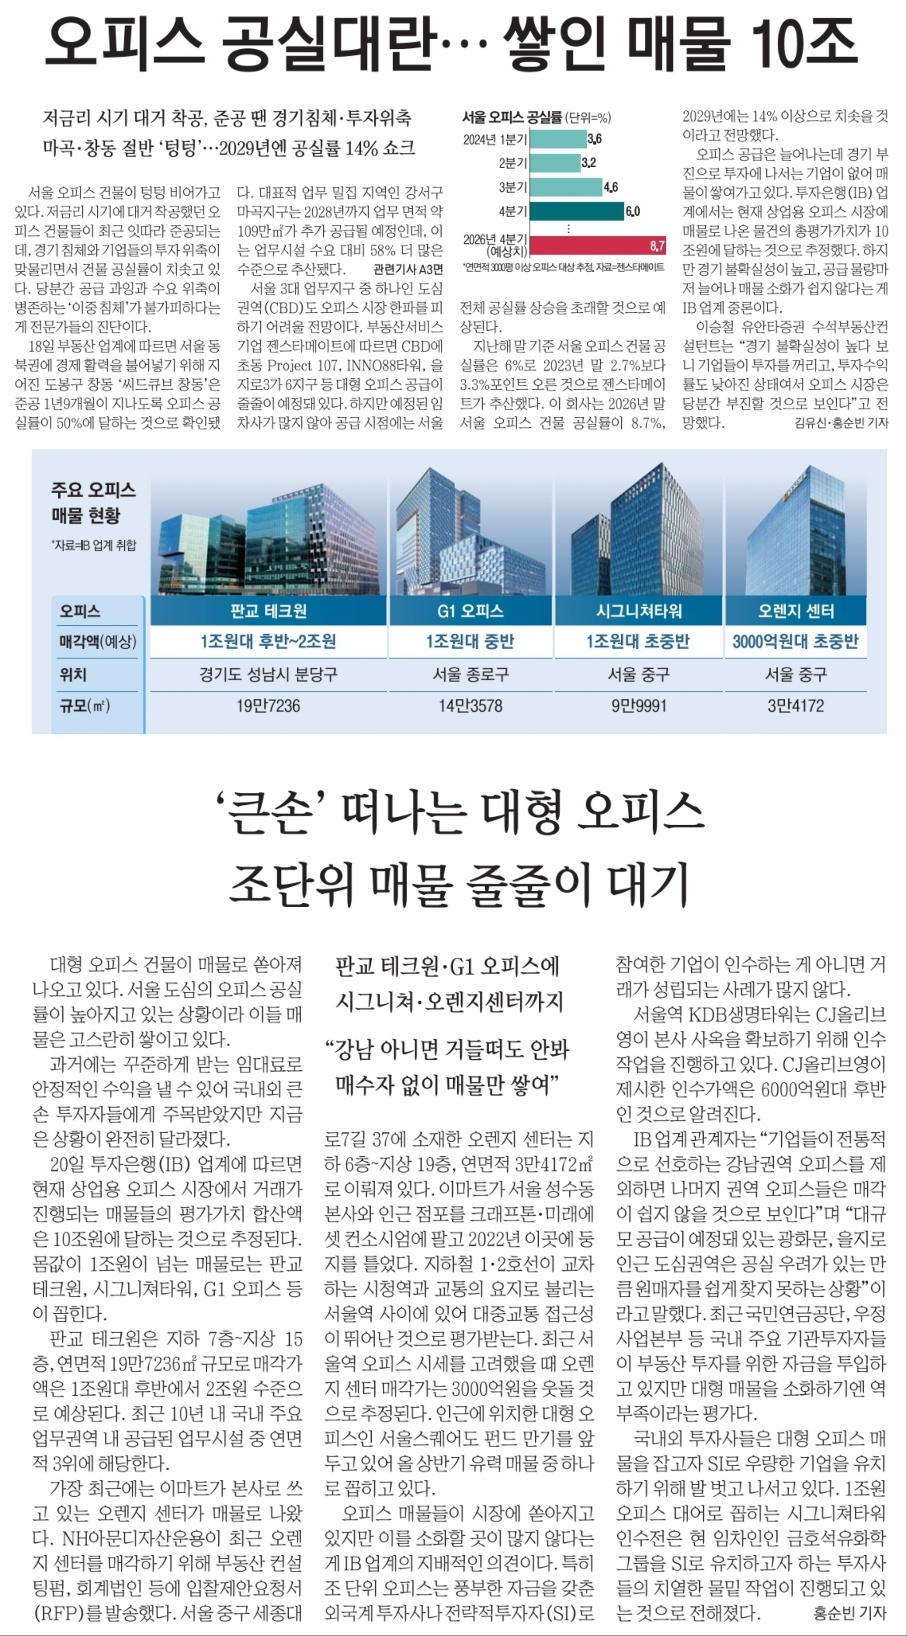 오피스 공실대란… 쌓인 매물 10조
저금리 시기 대거 착공, 준공 땐 경기침체·투자위축
마곡·창동 절반 ‘텅텅’…2029년엔 공실률 14% 쇼크
서울 오피스 건물이 텅텅 비어가고
있다. 저금리 시기에 대거 착공했던 오
피스 건물들이 최근 잇따라 준공되는
데, 경기 침체와 기업들의 투자 위축이
맞물리면서 건물 공실률이 치솟고 있
다. 당분간 공급 과잉과 수요 위축이
병존하는 ‘이중 침체’가 불가피하다는
게 전문가들의 진단이다.
18일 부동산 업계에 따르면 서울 동
북권에 경제 활력을 불어넣기 위해 지
어진 도봉구 창동 ‘씨드큐브 창동’은
준공 1년9개월이 지나도록 오피스 공
실률이 50%에 달하는 것으로 확인됐
다. 대표적 업무 밀집 지역인 강서구
마곡지구는 2028년까지 업무 면적 약
109만㎡가 추가 공급될 예정인데, 이
는 업무시설 수요 대비 58% 더 많은
수준으로 추산됐다. 관련기사 A3면
서울 3대 업무지구 중 하나인 도심
권역(CBD)도 오피스 시장 한파를 피
하기 어려울 전망이다. 부동산서비스
기업 젠스타메이트에 따르면 CBD에
초동 Project 107, INNO88타워, 을
지로3가 6지구 등 대형 오피스 공급이
줄줄이 예정돼 있다. 하지만 예정된 임
차사가 많지 않아 공급 시점에는 서울
서울 오피스 공실률 (단위=%)
2024년 1분기 3.6
2분기 3.2
3분기 4.6
4분기 6.0
⋮
2026년 4분기 8.7
(예상치)
*연면적 3000평 이상 오피스 대상 추정, 자료=젠스타메이트
전체 공실률 상승을 초래할 것으로 예
상된다.
지난해 말 기준 서울 오피스 건물 공
실률은 6%로 2023년 말 2.7%보다
3.3%포인트 오른 것으로 젠스타메이
트가 추산했다. 이 회사는 2026년 말
서울 오피스 건물 공실률이 8.7%,
2029년에는 14% 이상으로 치솟을 것
이라고 전망했다.
오피스 공급은 늘어나는데 경기 부
진으로 투자에 나서는 기업이 없어 매
물이 쌓여가고 있다. 투자은행(IB) 업
계에서는 현재 상업용 오피스 시장에
매물로 나온 물건의 총평가가치가 10
조원에 달하는 것으로 추정했다. 하지
만 경기 불확실성이 높고, 공급 물량마
저 늘어나 매물 소화가 쉽지 않다는 게
IB 업계 중론이다.
이승철 유안타증권 수석부동산컨
설턴트는 “경기 불확실성이 높다 보
니 기업들이 투자를 꺼리고, 투자수익
률도 낮아진 상태여서 오피스 시장은
당분간 부진할 것으로 보인다”고 전
망했다. 김유신·홍순빈 기자
주요 오피스
매물 현황
*자료=IB 업계 취합
오피스 판교 테크원 G1 오피스 시그니쳐타워 오렌지 센터
매각액(예상) 1조원대 후반~2조원 1조원대 중반 1조원대 초중반 3000억원대 초중반
위치 경기도 성남시 분당구 서울 종로구 서울 중구 서울 중구
규모(㎡) 19만7236 14만3578 9만9991 3만4172
‘큰손’ 떠나는 대형 오피스
조단위 매물 줄줄이 대기
대형 오피스 건물이 매물로 쏟아져
나오고 있다. 서울 도심의 오피스 공실
률이 높아지고 있는 상황이라 이들 매
물은 고스란히 쌓이고 있다.
과거에는 꾸준하게 받는 임대료로
안정적인 수익을 낼 수 있어 국내외 큰
손 투자자들에게 주목받았지만 지금
은 상황이 완전히 달라졌다.
20일 투자은행(IB) 업계에 따르면
현재 상업용 오피스 시장에서 거래가
진행되는 매물들의 평가가치 합산액
은 10조원에 달하는 것으로 추정된다.
몸값이 1조원이 넘는 매물로는 판교
테크원, 시그니쳐타워, G1 오피스 등
이 꼽힌다.
판교 테크원은 지하 7층~지상 15
층, 연면적 19만7236㎡ 규모로 매각가
액은 1조원대 후반에서 2조원 수준으
로 예상된다. 최근 10년 내 국내 주요
업무권역 내 공급된 업무시설 중 연면
적 3위에 해당한다.
가장 최근에는 이마트가 본사로 쓰
고 있는 오렌지 센터가 매물로 나왔
다. NH아문디자산운용이 최근 오렌
지 센터를 매각하기 위해 부동산 컨설
팅펌, 회계법인 등에 입찰제안요청서
(RFP)를 발송했다. 서울 중구 세종대
판교 테크원·G1 오피스에
시그니쳐·오렌지센터까지
“강남 아니면 거들떠도 안봐
매수자 없이 매물만 쌓여”
로7길 37에 소재한 오렌지 센터는 지
하 6층~지상 19층, 연면적 3만4172㎡
로 이뤄져 있다. 이마트가 서울 성수동
본사와 인근 점포를 크래프톤·미래에
셋 컨소시엄에 팔고 2022년 이곳에 둥
지를 틀었다. 지하철 1·2호선이 교차
하는 시청역과 교통의 요지로 불리는
서울역 사이에 있어 대중교통 접근성
이 뛰어난 것으로 평가받는다. 최근 서
울역 오피스 시세를 고려했을 때 오렌
지 센터 매각가는 3000억원을 웃돌 것
으로 추정된다. 인근에 위치한 대형 오
피스인 서울스퀘어도 펀드 만기를 앞
두고 있어 올 상반기 유력 매물 중 하나
로 꼽히고 있다.
오피스 매물들이 시장에 쏟아지고
있지만 이를 소화할 곳이 많지 않다는
게 IB 업계의 지배적인 의견이다. 특히
조 단위 오피스는 풍부한 자금을 갖춘
외국계 투자사나 전략적투자자(SI)로
참여한 기업이 인수하는 게 아니면 거
래가 성립되는 사례가 많지 않다.
서울역 KDB생명타워는 CJ올리브
영이 본사 사옥을 확보하기 위해 인수
작업을 진행하고 있다. CJ올리브영이
제시한 인수가액은 6000억원대 후반
인 것으로 알려진다.
IB 업계 관계자는 “기업들이 전통적
으로 선호하는 강남권역 오피스를 제
외하면 나머지 권역 오피스들은 매각
이 쉽지 않을 것으로 보인다”며 “대규
모 공급이 예정돼 있는 광화문, 을지로
인근 도심권역은 공실 우려가 있는 만
큼 원매자를 쉽게 찾지 못하는 상황”이
라고 말했다. 최근 국민연금공단, 우정
사업본부 등 국내 주요 기관투자자들
이 부동산 투자를 위한 자금을 투입하
고 있지만 대형 매물을 소화하기엔 역
부족이라는 평가다.
국내외 투자사들은 대형 오피스 매
물을 잡고자 SI로 우량한 기업을 유치
하기 위해 발 벗고 나서고 있다. 1조원
오피스 대어로 꼽히는 시그니쳐타워
인수전은 현 임차인인 금호석유화학
그룹을 SI로 유치하고자 하는 투자사
들의 치열한 물밑 작업이 진행되고 있
는 것으로 전해졌다. 홍순빈 기자